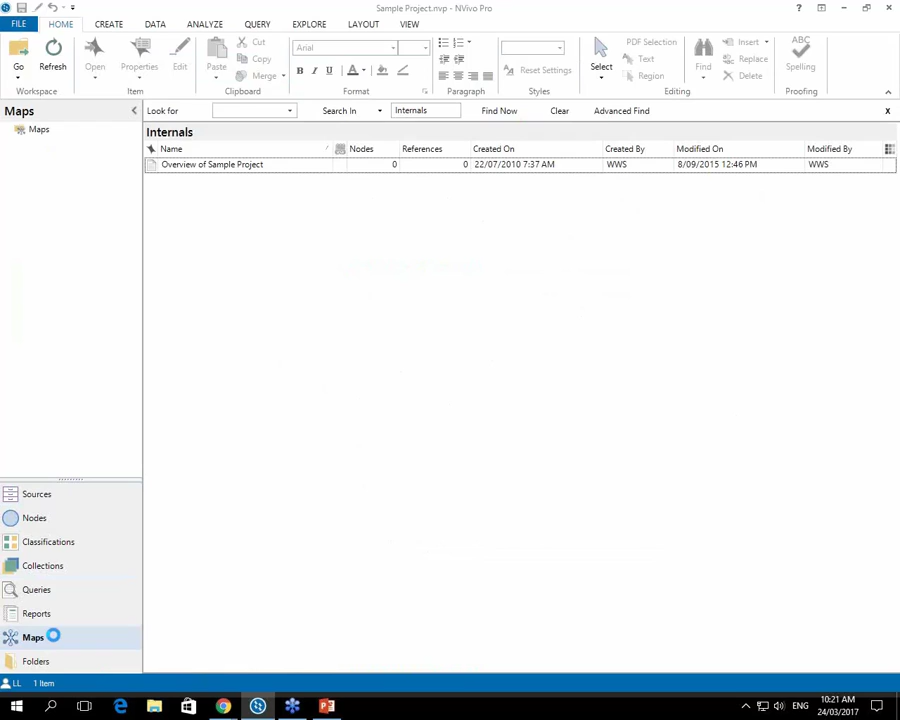 Sample Project.nvp - NVivo Pro
FILE HOME CREATE DATA ANALYZE QUERY EXPLORE LAYOUT VIEW
Go Refresh Open Properties Edit Paste Cut Copy Merge Arial Select PDF Selection Text Region Find Insert Replace Delete ABC Spelling
B I U A Reset Settings
Workspace Item Clipboard Format Paragraph Styles Editing Proofing
Maps Look for Search In Internals Find Now Clear Advanced Find x
Maps
Internals
Name Nodes References Created On Created By Modified On Modified By
Overview of Sample Project 0 0 22/07/2010 7:37 AM WWS 8/09/2015 12:46 PM WWS
Sources
Nodes
Classifications
Collections
Queries
Reports
Maps
Folders
LL 1 Item
ENG 10:21 AM
24/03/2017